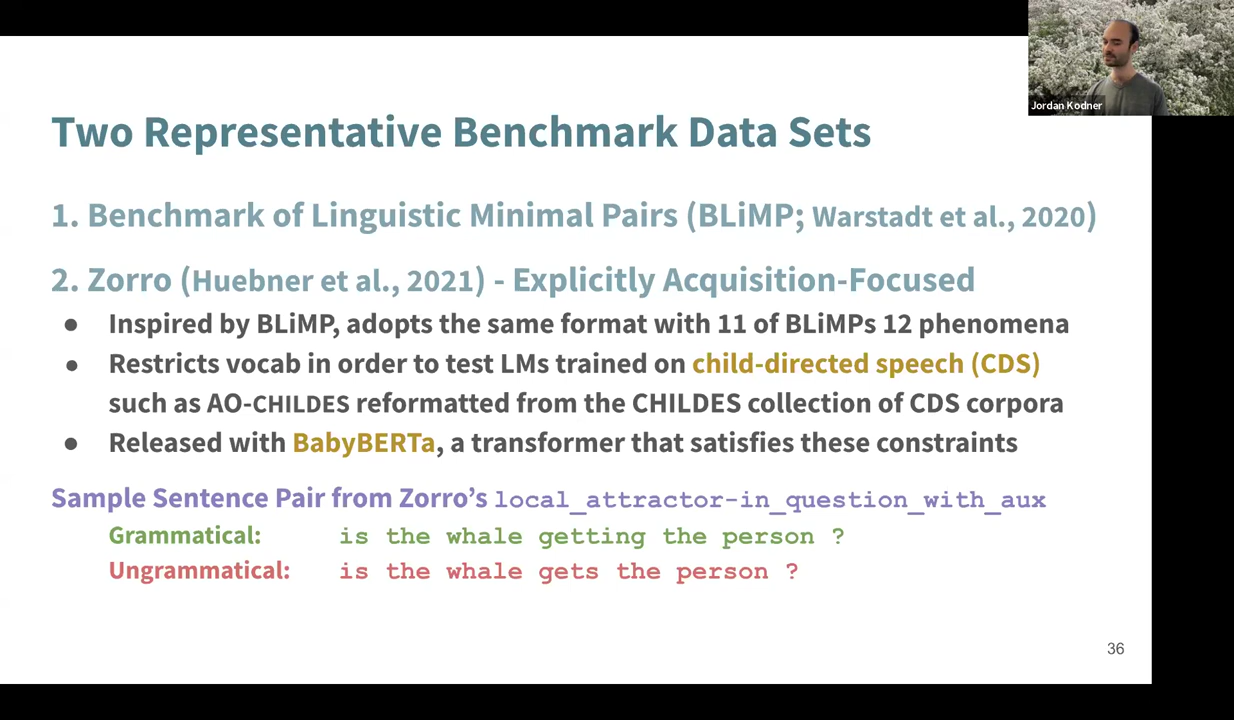 Jordan Kodner
Two Representative Benchmark Data Sets
1. Benchmark of Linguistic Minimal Pairs (BLiMP; Warstadt et al., 2020)
2. Zorro (Huebner et al., 2021) - Explicitly Acquisition-Focused
● Inspired by BLiMP, adopts the same format with 11 of BLiMPs 12 phenomena
● Restricts vocab in order to test LMs trained on child-directed speech (CDS)
such as AO-CHILDES reformatted from the CHILDES collection of CDS corpora
● Released with BabyBERTa, a transformer that satisfies these constraints
Sample Sentence Pair from Zorro’s local_attractor-in_question_with_aux
Grammatical: is the whale getting the person ?
Ungrammatical: is the whale gets the person ?
36